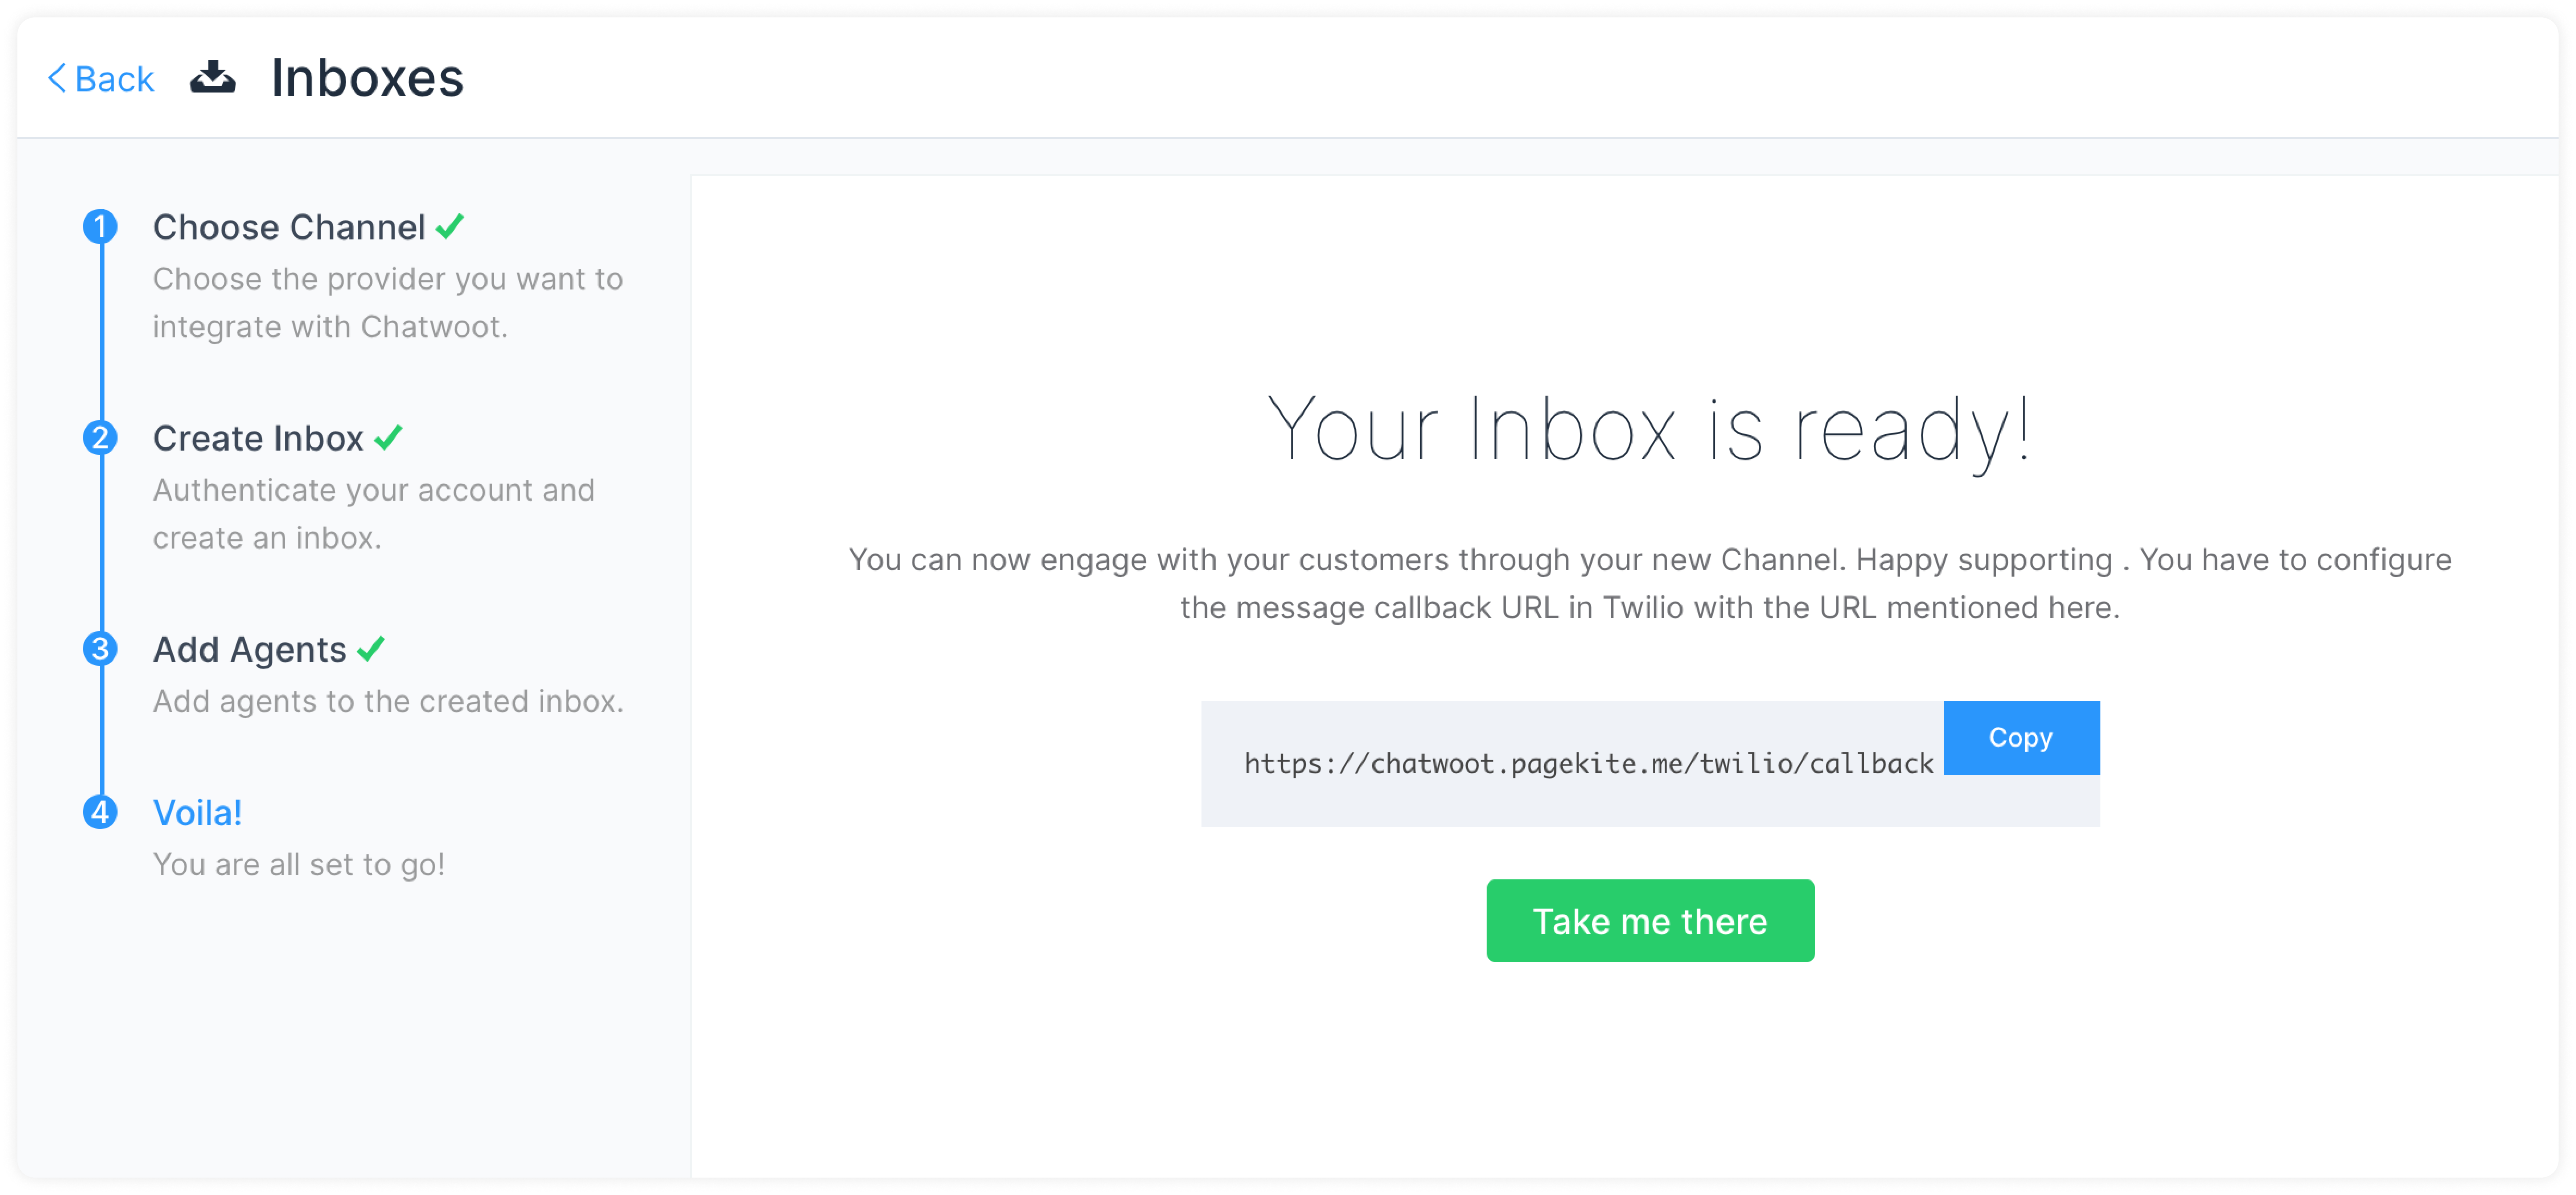 Back
Inboxes
1 Choose Channel
Choose the provider you want to
integrate with Chatwoot.
2 Create Inbox
Authenticate your account and
create an inbox.
3 Add Agents
Add agents to the created inbox.
4 Voila!
You are all set to go!
Your Inbox is ready!
You can now engage with your customers through your new Channel. Happy supporting . You have to configure
the message callback URL in Twilio with the URL mentioned here.
https://chatwoot.pagekite.me/twilio/callback
Copy
Take me there